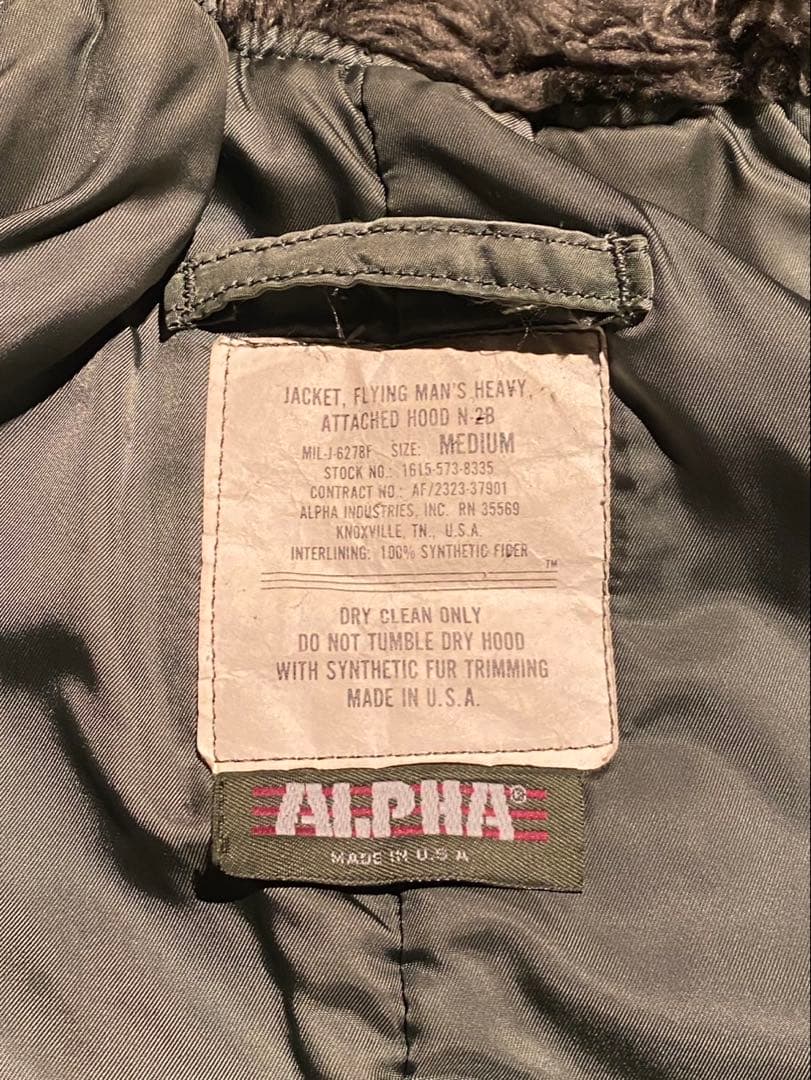 JACKET, FLYING MAN'S HEAVY,
ATTACHED HOOD N-2B
MIL-J-6278F SIZE: MEDIUM
STOCK NO.: 1615-573-8335
CONTRACT NO.: AF/2323-37901
ALPHA INDUSTRIES, INC. RN 35569
KNOXVILLE, TN., U.S.A.
INTERLINING: 100% SYNTHETIC FIBER
TM
DRY CLEAN ONLY
DO NOT TUMBLE DRY HOOD
WITH SYNTHETIC FUR TRIMMING
MADE IN U.S.A.
ALPHA®
MADE IN U.S A